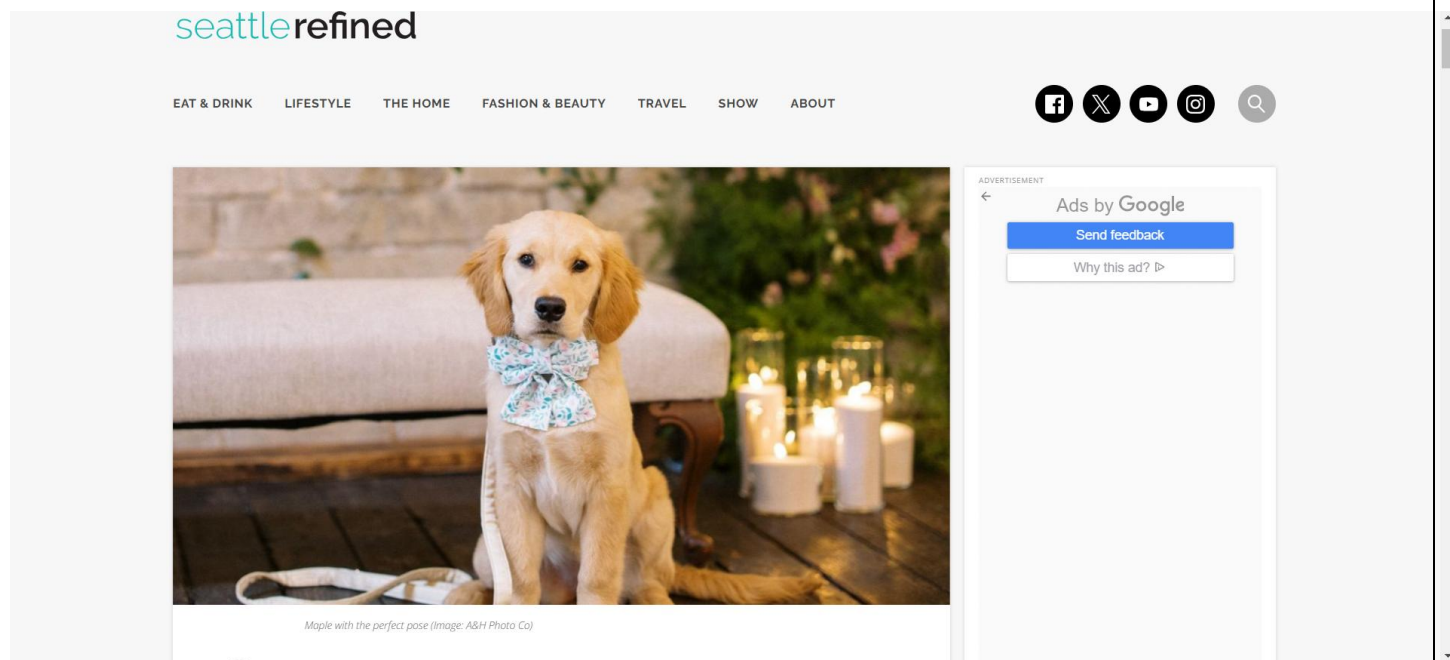 seattlerefined
EAT & DRINK LIFESTYLE THE HOME FASHION & BEAUTY TRAVEL SHOW ABOUT
ADVERTISEMENT
Ads by Google
Send feedback
Why this ad?
Maple with the perfect pose (Image: A&H Photo Co)